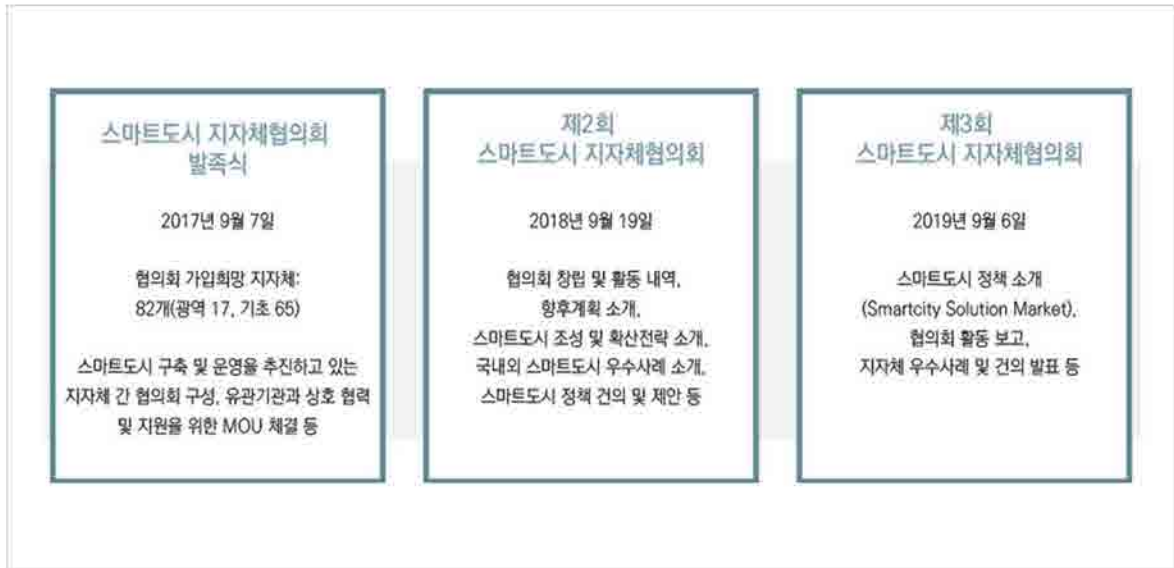 스마트도시 지자체협의회
발족식
2017년 9월 7일
협의회 가입희망 지자체:
82개(광역 17, 기초 65)
스마트도시 구축 및 운영을 추진하고 있는
지자체 간 협의회 구성, 유관기관과 상호 협력
및 지원을 위한 MOU 체결 등
제2회
스마트도시 지자체협의회
2018년 9월 19일
협의회 창립 및 활동 내역,
향후계획 소개,
스마트도시 조성 및 확산전략 소개,
국내외 스마트도시 우수사례 소개,
스마트도시 정책 건의 및 제안 등
제3회
스마트도시 지자체협의회
2019년 9월 6일
스마트도시 정책 소개
(Smartcity Solution Market),
협의회 활동 보고,
지자체 우수사례 및 건의 발표 등